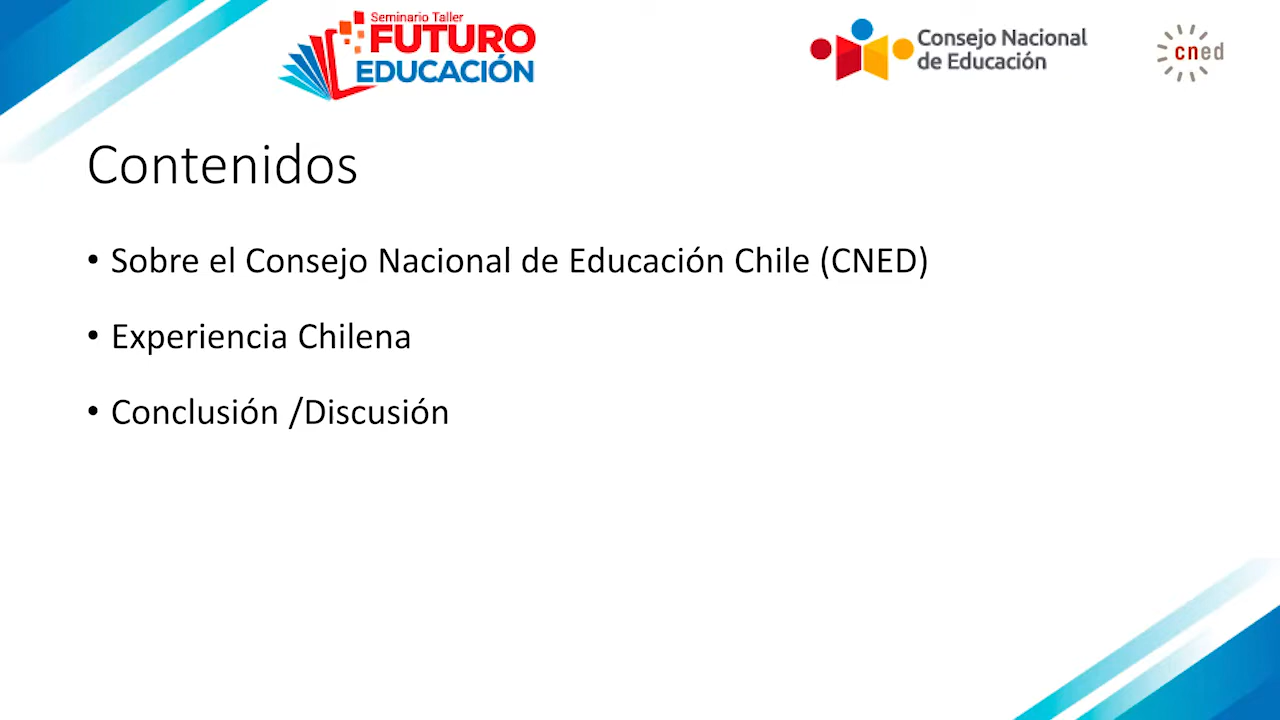 Seminario Taller
FUTURO
EDUCACIÓN
Consejo Nacional
de Educación
cned
Contenidos
• Sobre el Consejo Nacional de Educación Chile (CNED)
• Experiencia Chilena
• Conclusión /Discusión